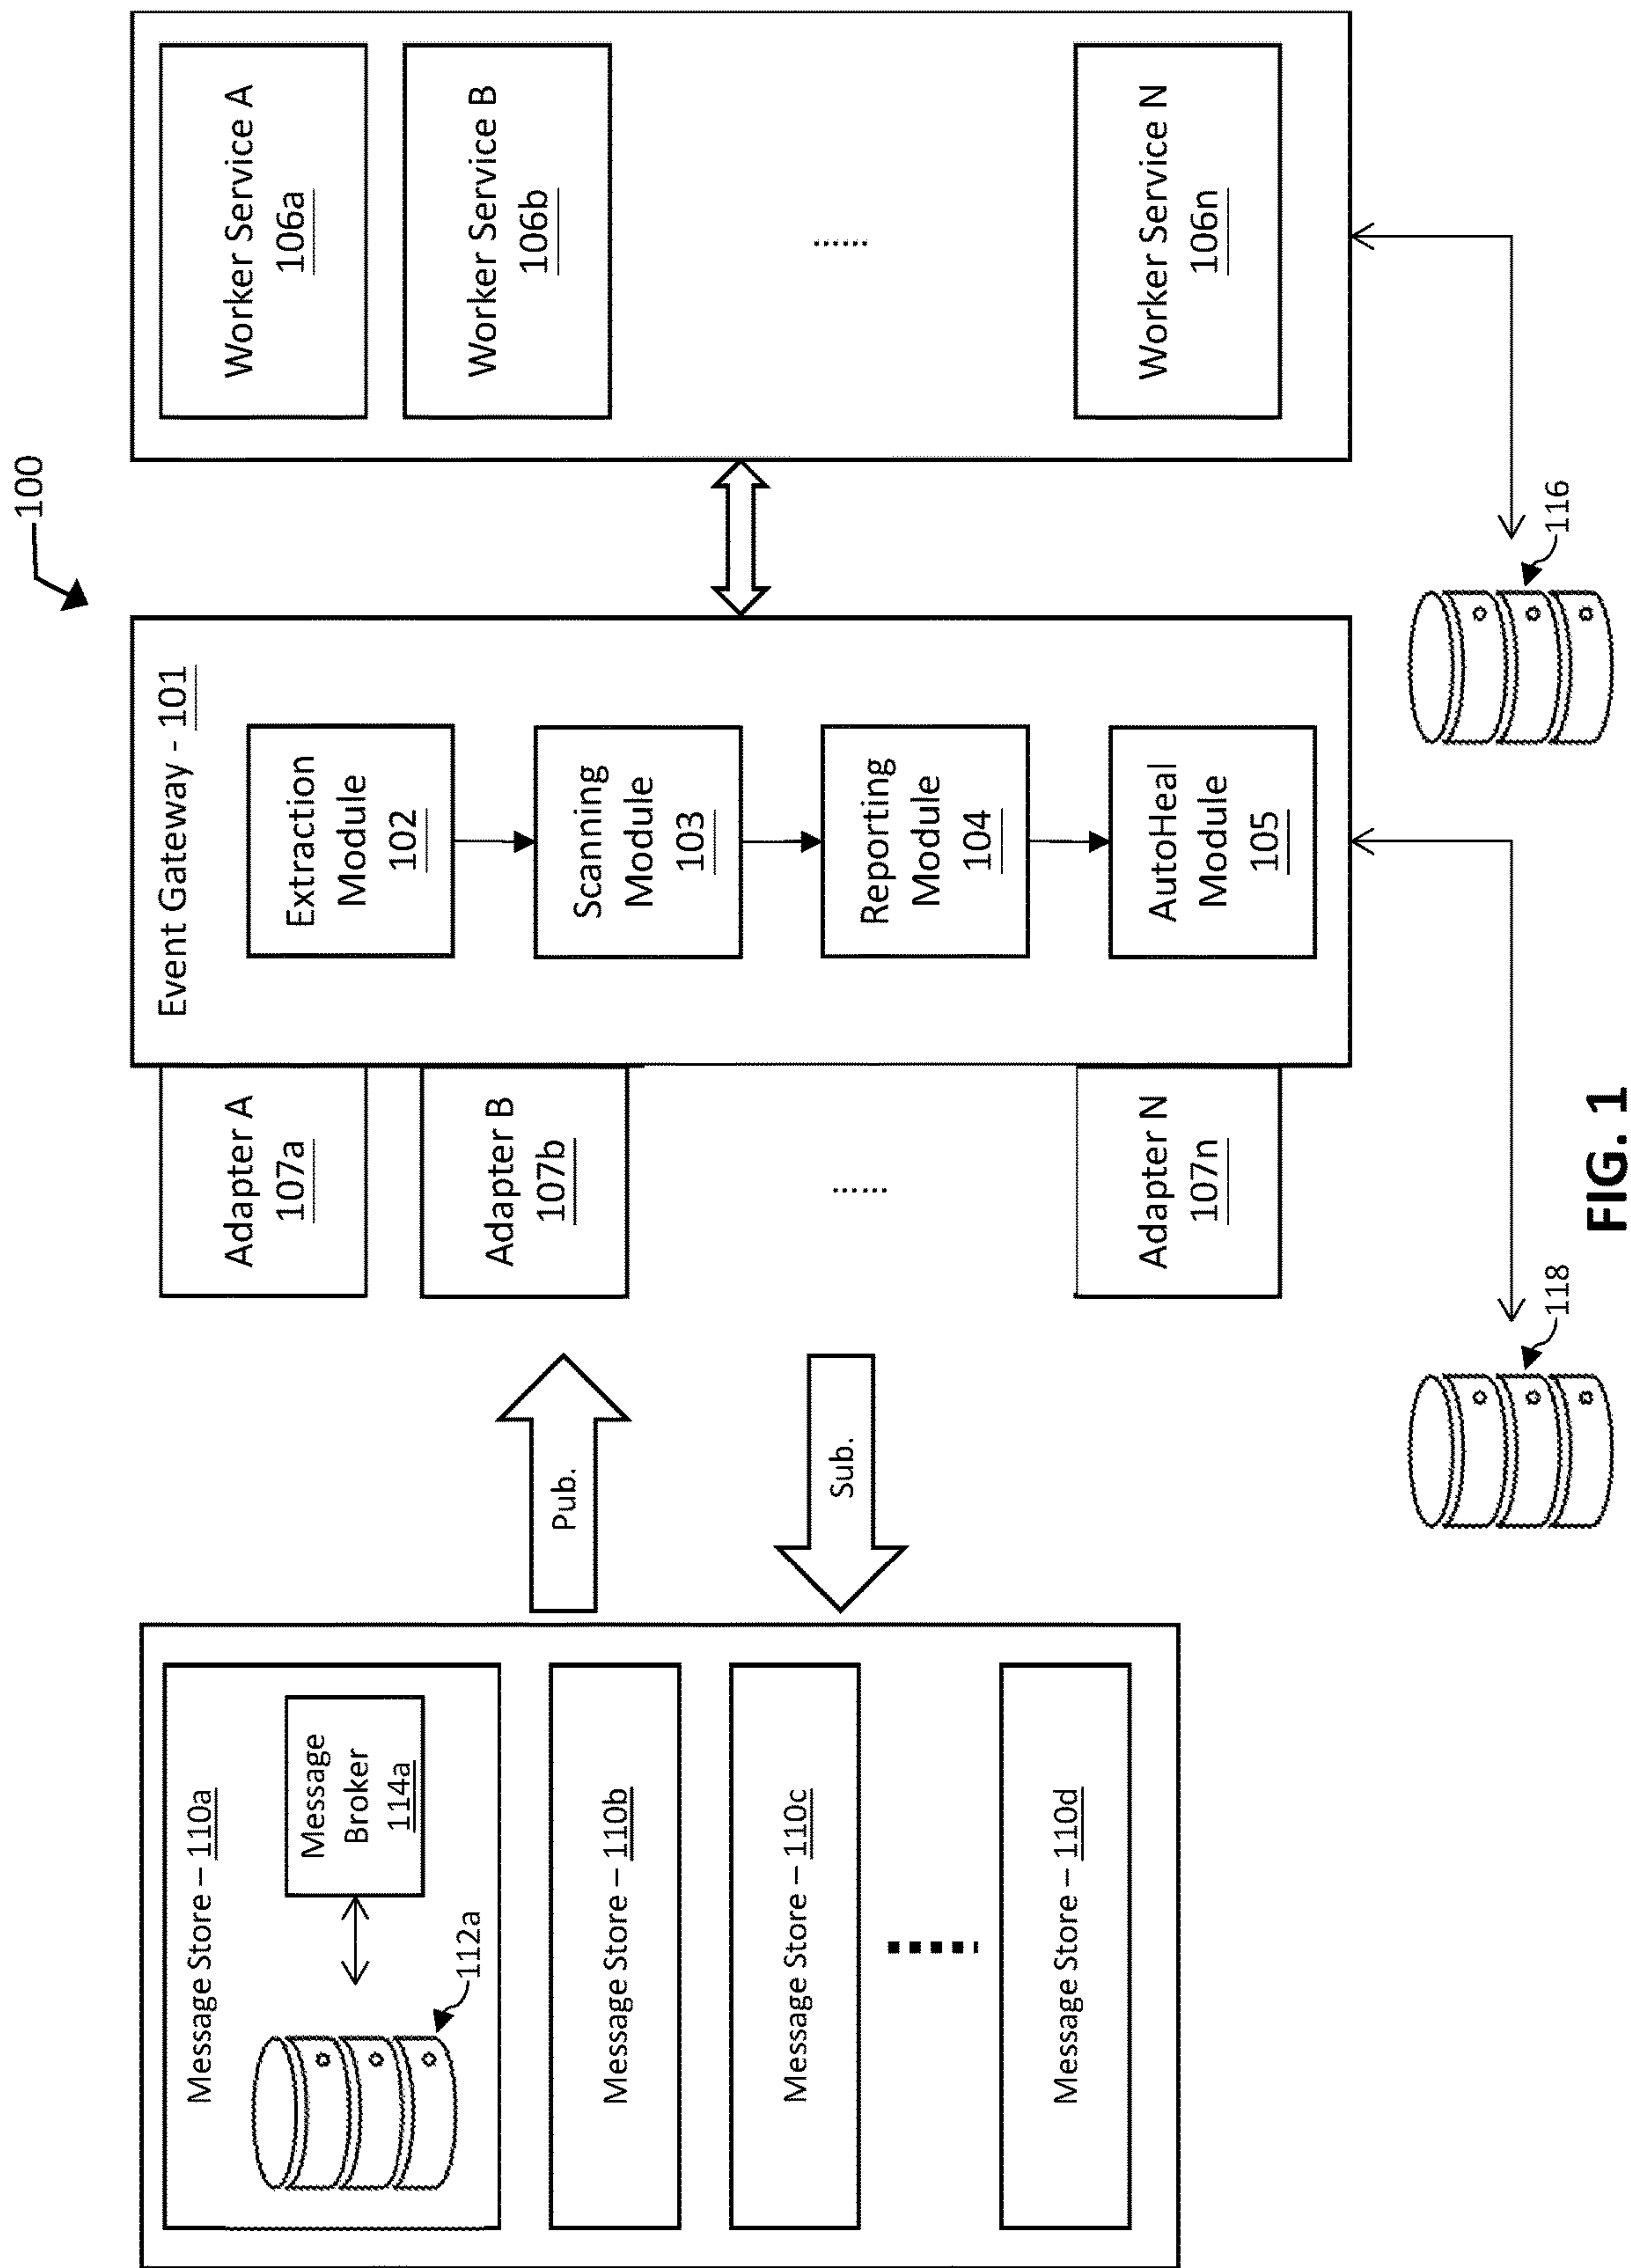 100
Message Store – 110a
Message
Broker
114a
112a
Message Store – 110b
Message Store – 110c
Message Store – 110d
Pub.
Sub.
Adapter A
107a
Adapter B
107b
......
Adapter N
107n
Event Gateway - 101
Extraction
Module
102
Scanning
Module
103
Reporting
Module
104
AutoHeal
Module
105
Worker Service A
106a
Worker Service B
106b
......
Worker Service N
106n
118
116
FIG. 1